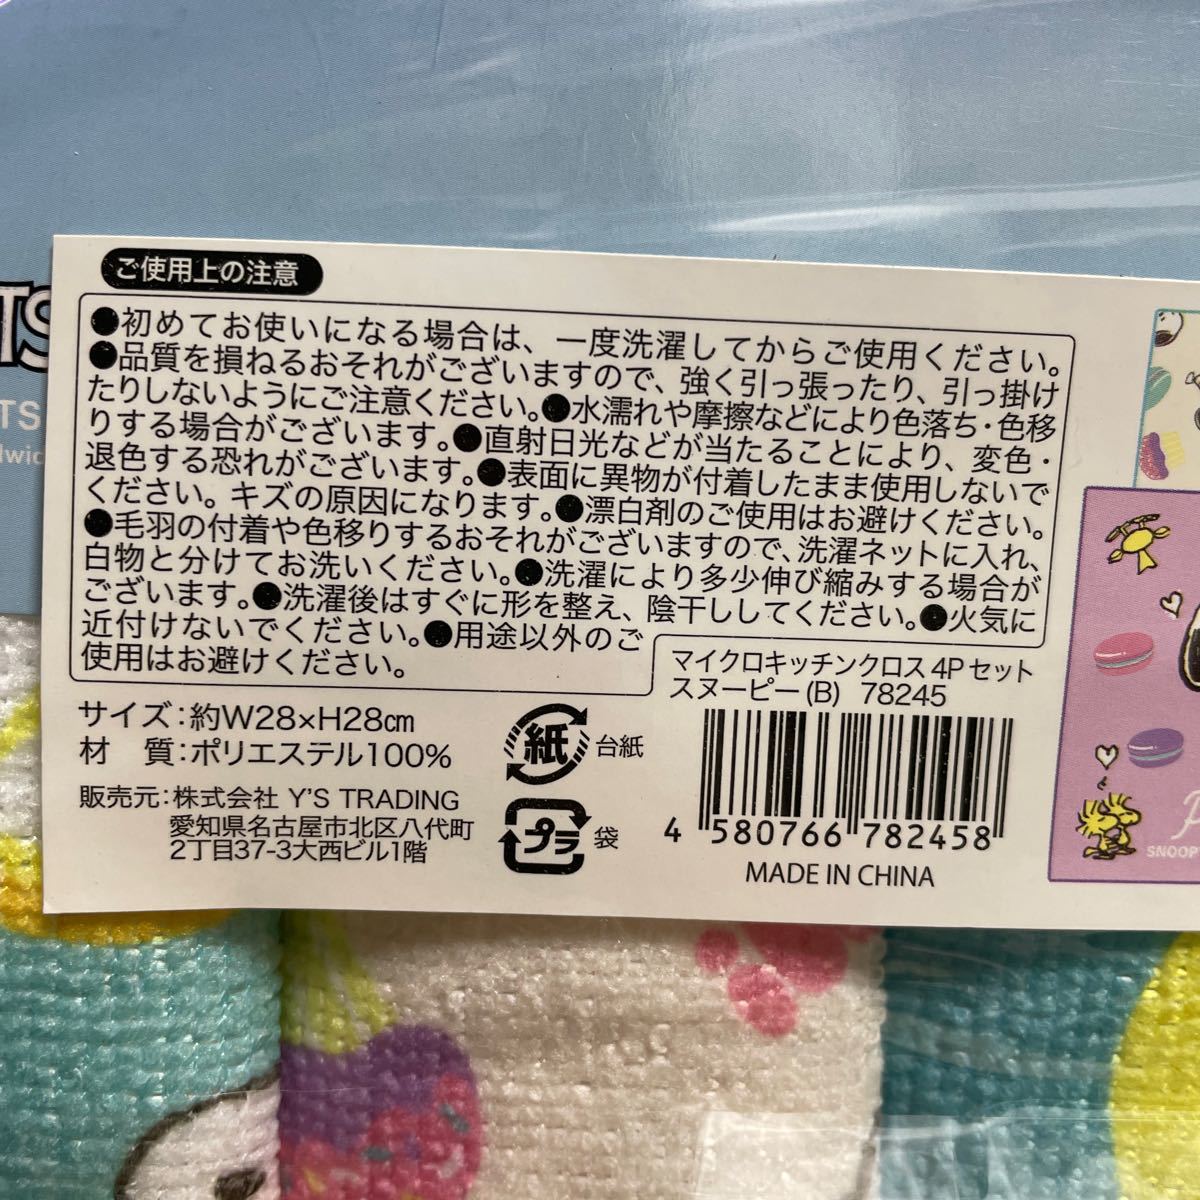 TS
TS
dwic
ご使用上の注意
●初めてお使いになる場合は、一度洗濯してからご使用ください。
●品質を損ねるおそれがございますので、強く引っ張ったり、引っ掛け
たりしないようにご注意ください。●水濡れや摩擦などにより色落ち・色移
りする場合がございます。●直射日光などが当たることにより、変色・
退色する恐れがございます。●表面に異物が付着したまま使用しないで
ください。キズの原因になります。●漂白剤のご使用はお避けください。
●毛羽の付着や色移りするおそれがございますので、洗濯ネットに入れ、
白物と分けてお洗いください。●洗濯により多少伸び縮みする場合が
ございます。●洗濯後はすぐに形を整え、陰干ししてください。●火気に
近付けないでください。●用途以外のご
使用はお避けください。
マイクロキッチンクロス 4P セット
スヌーピー(B) 78245
サイズ:約W28×H28㎝
材 質:ポリエステル100%
販売元:株式会社 Y'S TRADING
愛知県名古屋市北区八代町
2丁目37-3大西ビル1階
紙 台紙
プラ 袋
4 580766 782458
MADE IN CHINA
SNOOPY